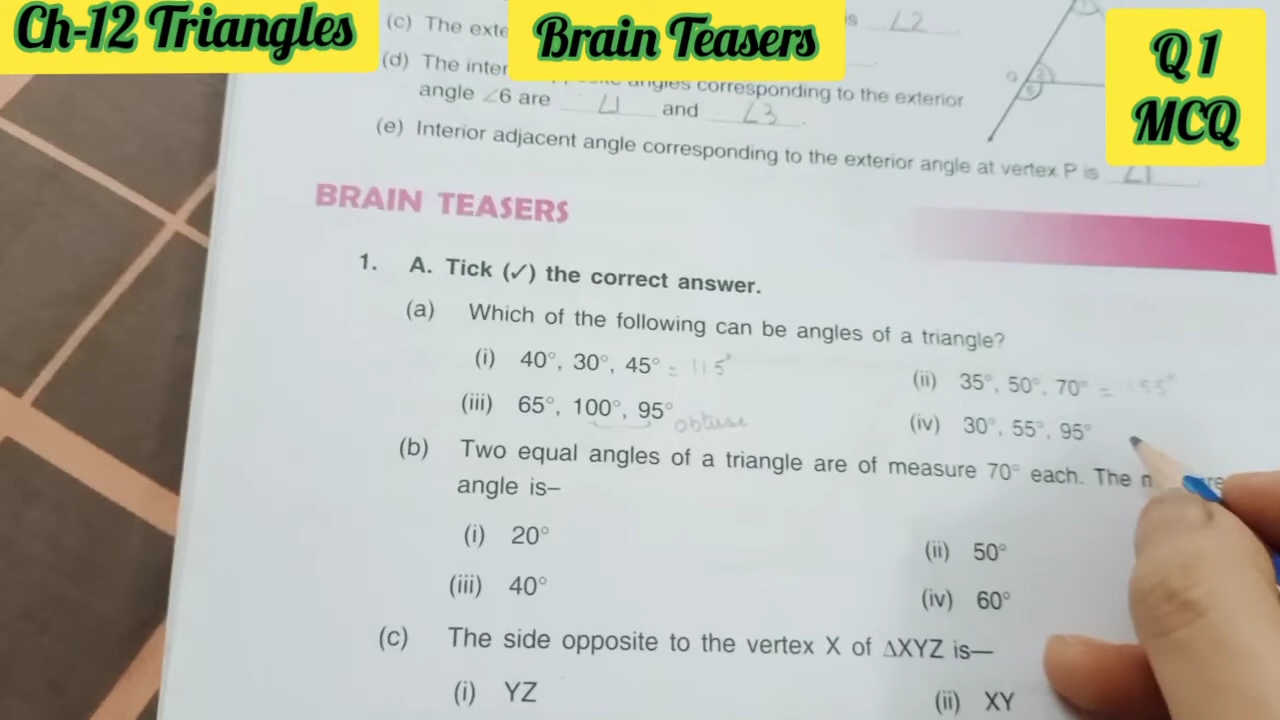 Ch-12 Triangles
Brain Teasers
Q 1
MCQ
(c) The exte is ∠2
(d) The inter angles corresponding to the exterior
angle ∠6 are ∠1 and ∠3.
(e) Interior adjacent angle corresponding to the exterior angle at vertex P is ∠1
BRAIN TEASERS
1. A. Tick (✓) the correct answer.
(a) Which of the following can be angles of a triangle?
(i) 40°, 30°, 45° = 115° (ii) 35°, 50°, 70° = 155°
(iii) 65°, 100°, 95° obtuse (iv) 30°, 55°, 95°
(b) Two equal angles of a triangle are of measure 70° each. The
angle is–
(i) 20° (ii) 50°
(iii) 40° (iv) 60°
(c) The side opposite to the vertex X of ΔXYZ is—
(i) YZ (ii) XY